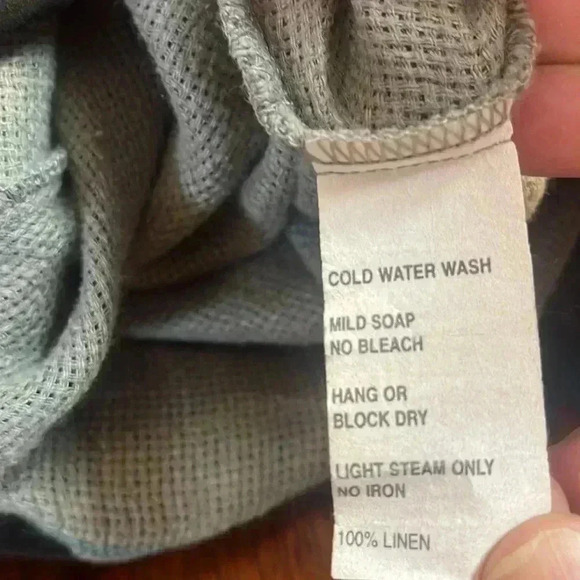 COLD WATER WASH
MILD SOAP
NO BLEACH
HANG OR
BLOCK DRY
LIGHT STEAM ONLY
NO IRON
100% LINEN